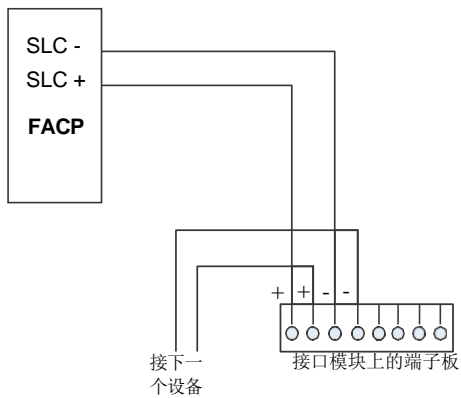 SLC -
SLC +
FACP
+ + - -
接口模块上的端子板
接下一
个设备